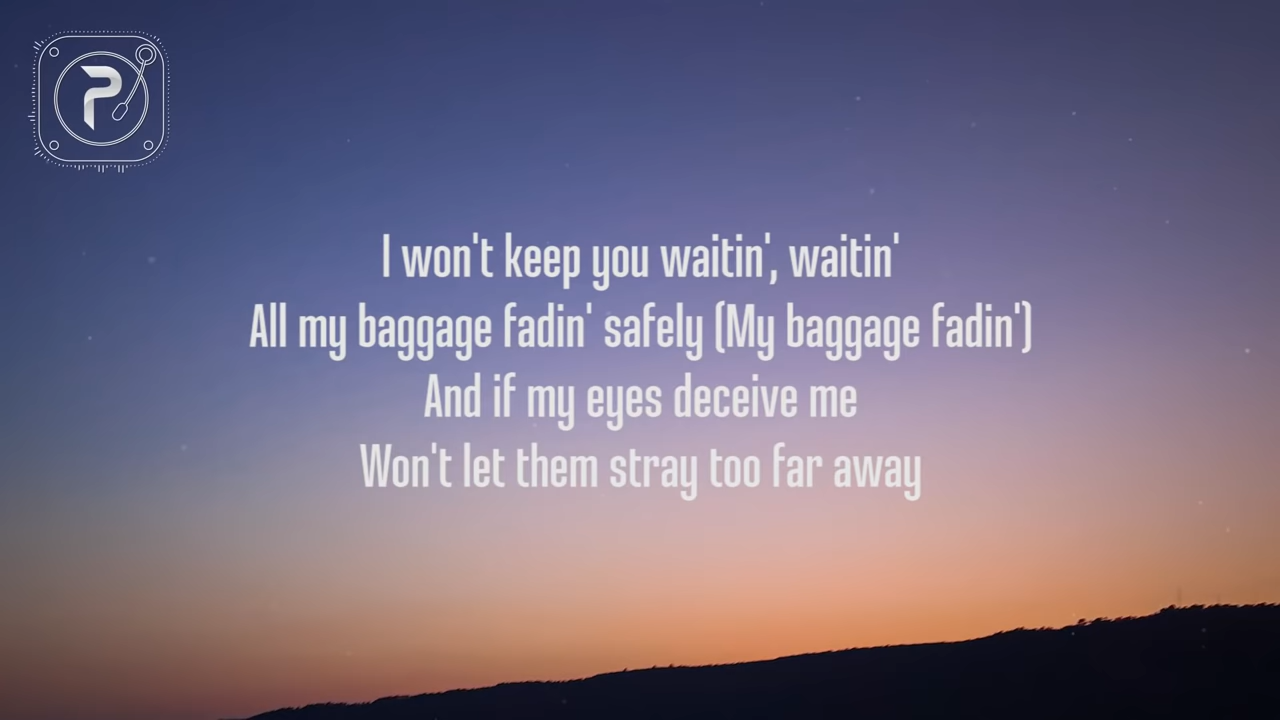 P
I won't keep you waitin', waitin'
All my baggage fadin' safely (My baggage fadin')
And if my eyes deceive me
Won't let them stray too far away